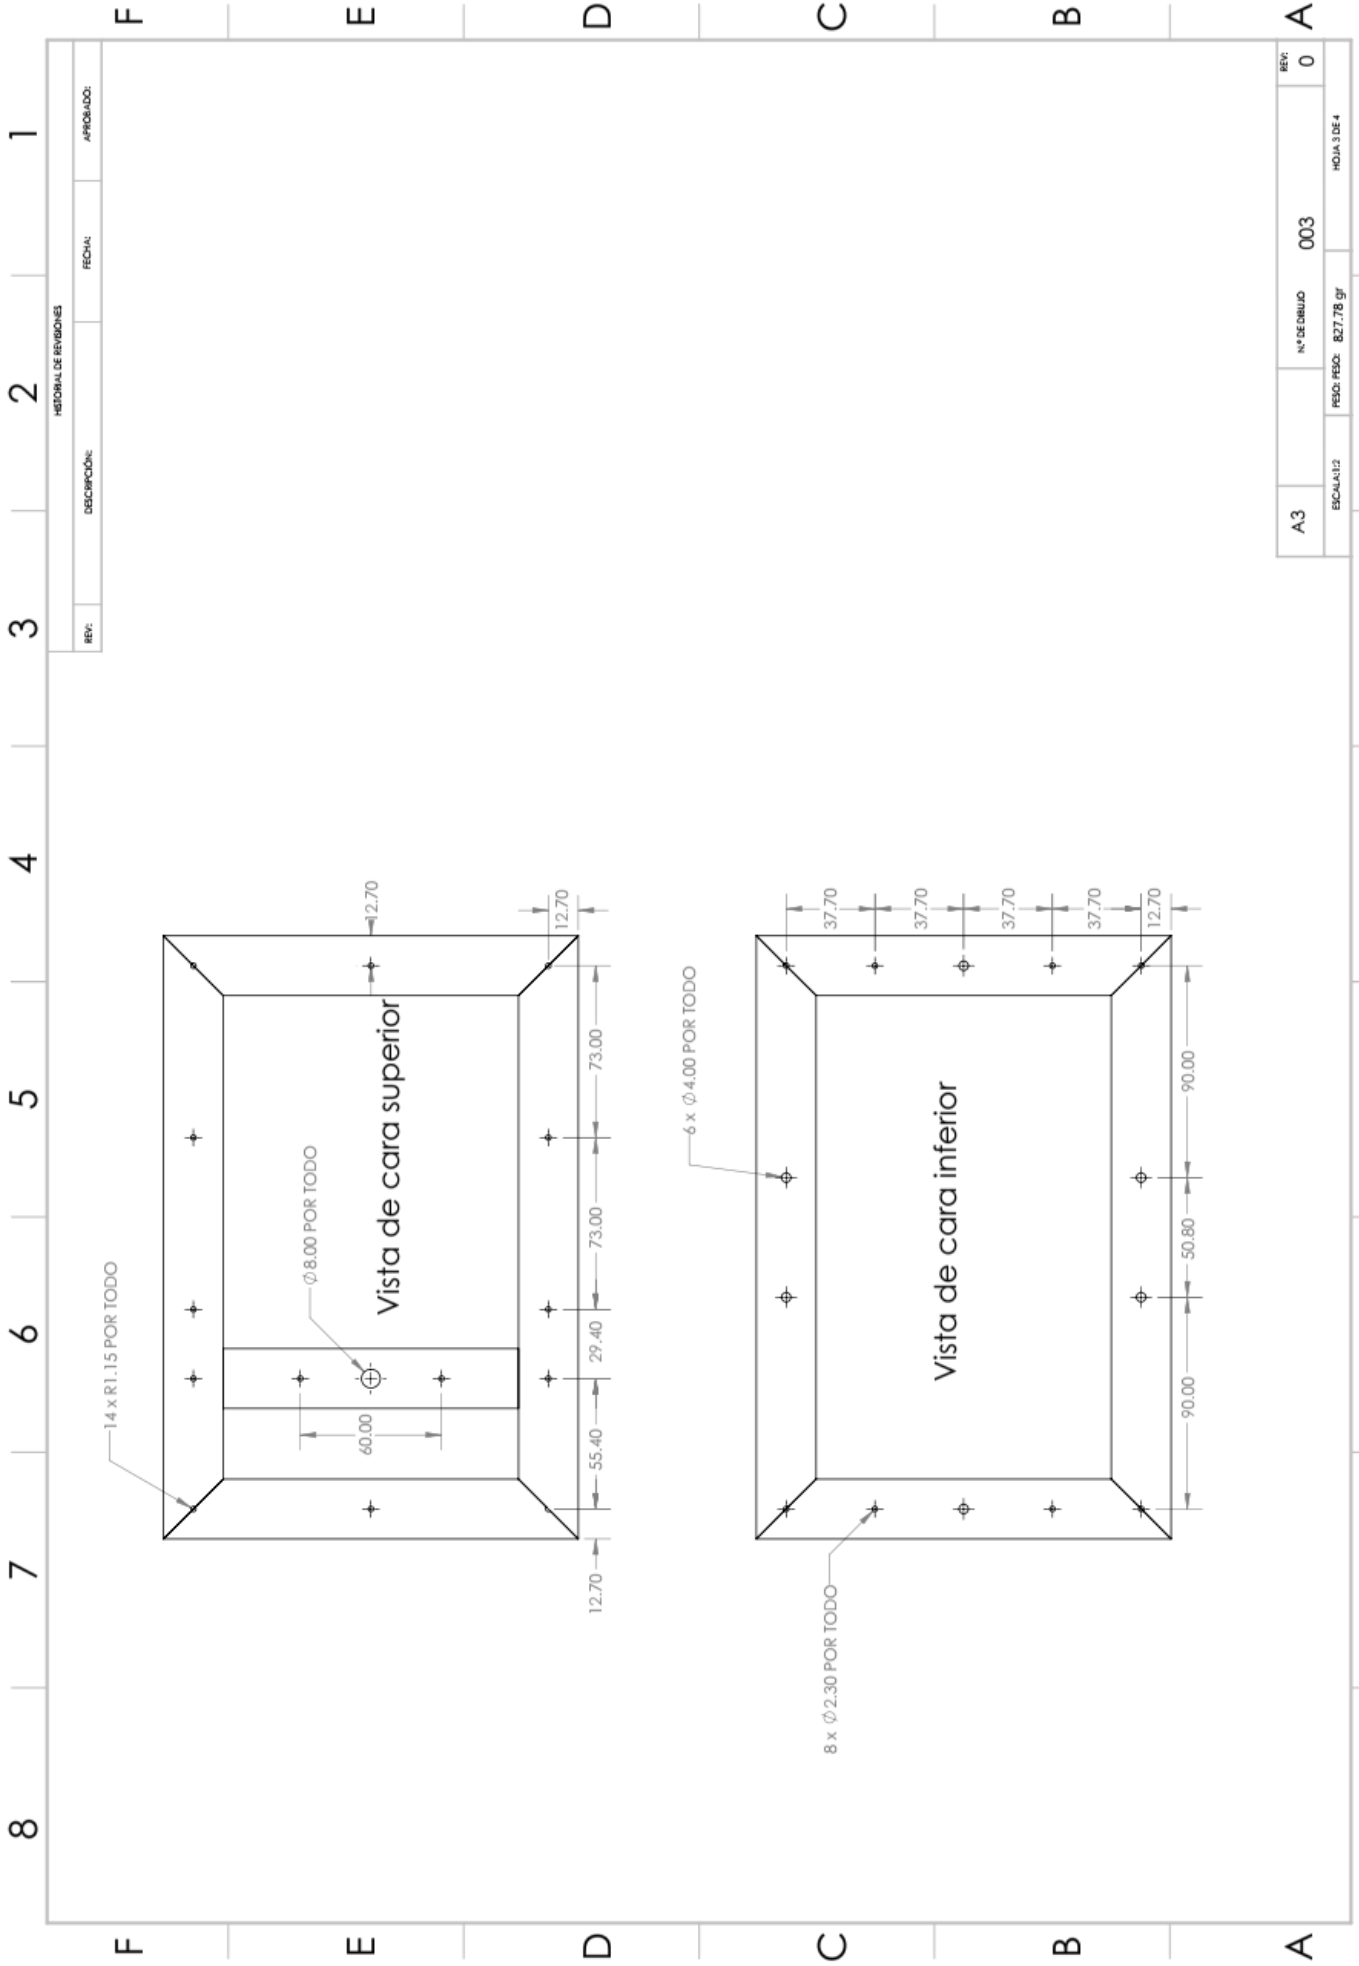 8 7 6 5 4 3 2 1
F
E
D
C
B
A
HISTORIAL DE REVISIONES
REV: DESCRIPCIÓN: FECHA: APROBADO:
14 x R1.15 POR TODO
Ø8.00 POR TODO
60.00
12.70
Vista de cara superior
12.70
12.70 55.40 29.40 73.00 73.00
6 x Ø4.00 POR TODO
8 x Ø2.30 POR TODO
37.70
37.70
37.70
37.70
12.70
Vista de cara inferior
90.00 50.80 90.00
F
E
D
C
B
A
A3 N.º DE DIBUJO 003 REV: 0
ESCALA:1:2 PESO: PESO: 827.78 gr HOJA 3 DE 4